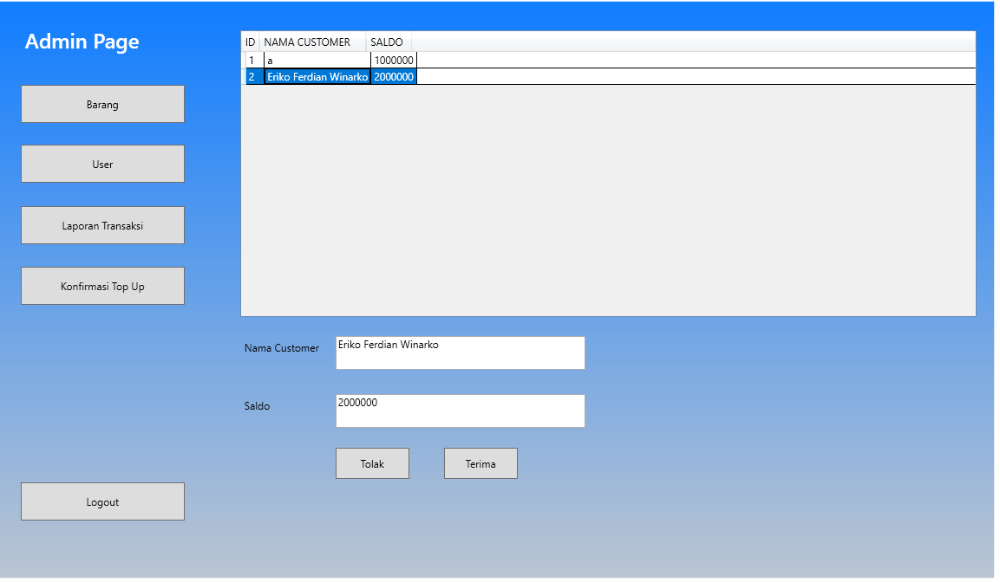 Admin Page
Barang
User
Laporan Transaksi
Konfirmasi Top Up
Logout
ID NAMA CUSTOMER SALDO
1 a 1000000
2 Eriko Ferdian Winarko 2000000
Nama Customer Eriko Ferdian Winarko
Saldo 2000000
Tolak Terima